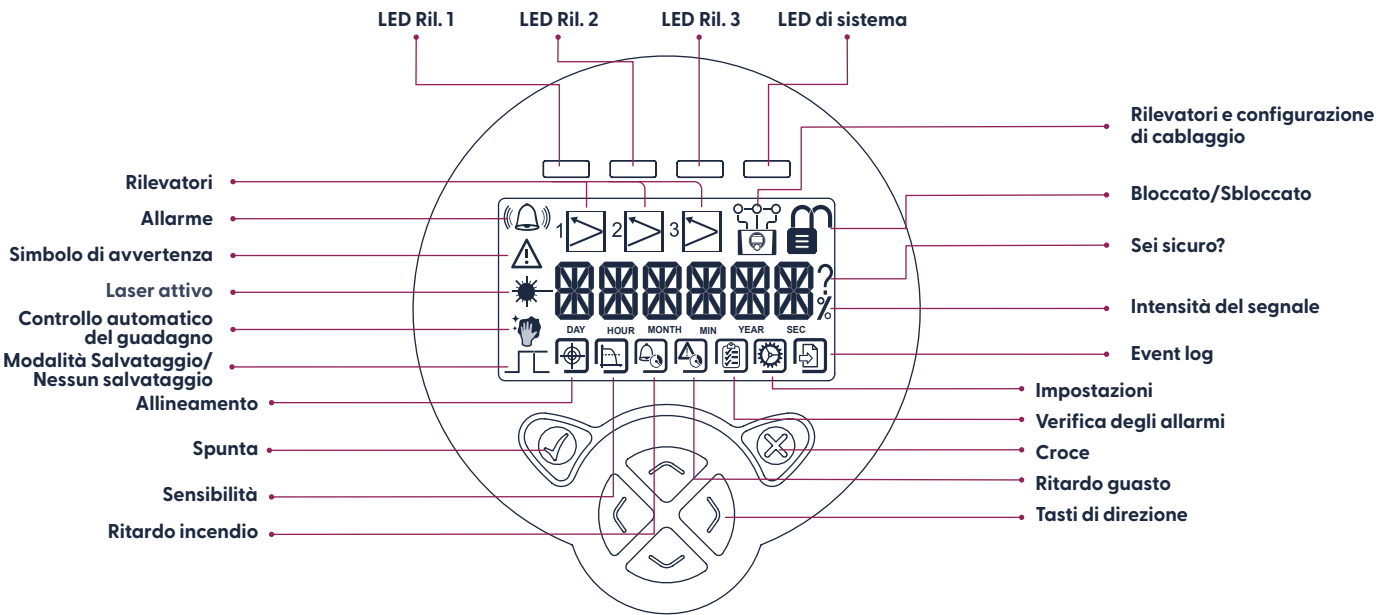 LED Ril. 1
LED Ril. 2
LED Ril. 3
LED di sistema
Rilevatori
Allarme
Simbolo di avvertenza
Laser attivo
Controllo automatico
del guadagno
Modalità Salvataggio/
Nessun salvataggio
Allineamento
Spunta
Sensibilità
Ritardo incendio
1
2
3
?
%
DAY
HOUR
MONTH
MIN
YEAR
SEC
Rilevatori e configurazione
di cablaggio
Bloccato/Sbloccato
Sei sicuro?
Intensità del segnale
Event log
Impostazioni
Verifica degli allarmi
Croce
Ritardo guasto
Tasti di direzione